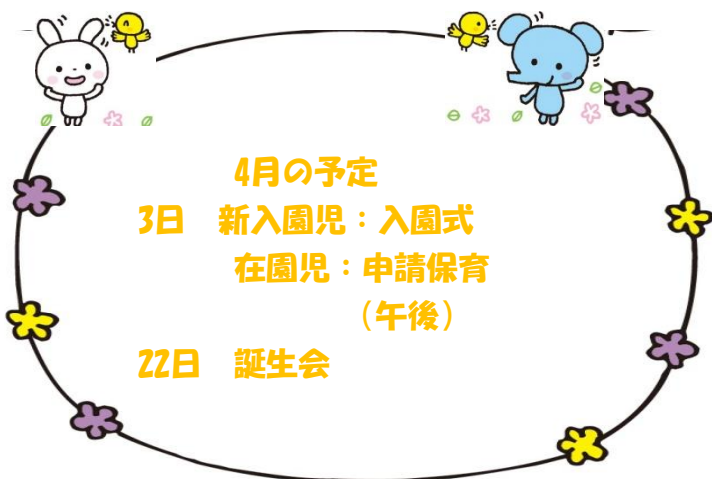 4月の予定
3日　新入園児：入園式
在園児：申請保育
（午後）
22日　誕生会